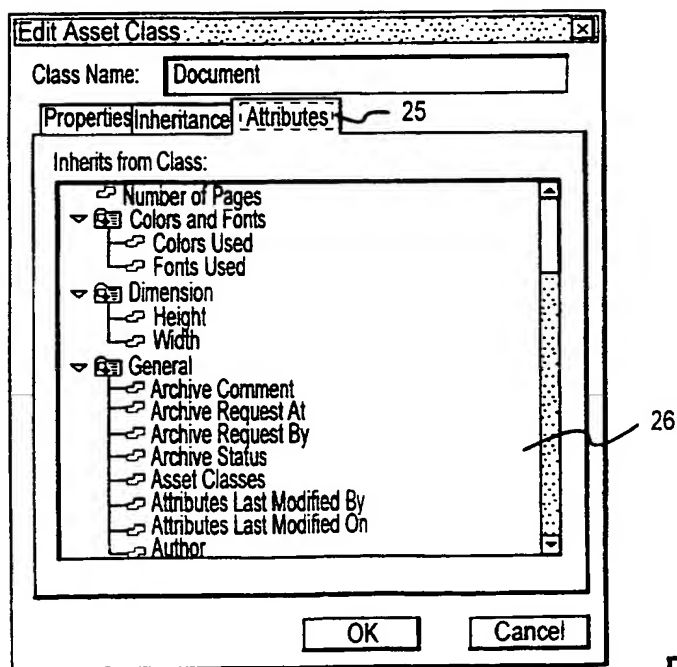 Edit Asset Class
Class Name: Document
Properties Inheritance Attributes 25
Inherits from Class:
Number of Pages
Colors and Fonts
Colors Used
Fonts Used
Dimension
Height
Width
General
Archive Comment
Archive Request At
Archive Request By
Archive Status
Asset Classes
Attributes Last Modified By
Attributes Last Modified On
Author
26
OK Cancel